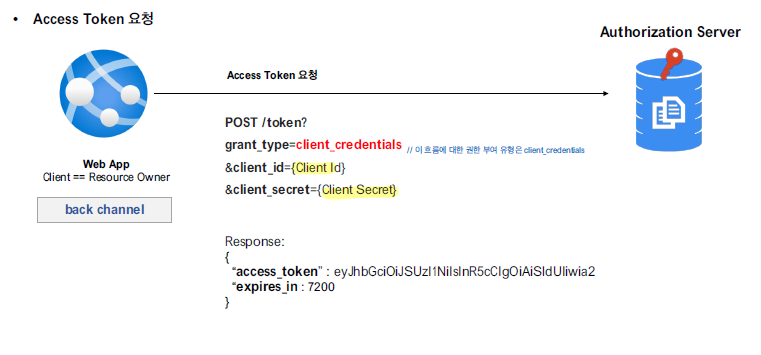 • Access Token 요청
Authorization Server
Access Token 요청
POST /token?
grant_type=client_credentials // 이 흐름에 대한 권한 부여 유형은 client_credentials
&client_id={Client Id}
&client_secret={Client Secret}
Web App
Client == Resource Owner
back channel
Response:
{
“access_token” : eyJhbGciOiJSUzI1NiIsInR5cCIgOiAiSldUIiwia2
“expires_in : 7200
}